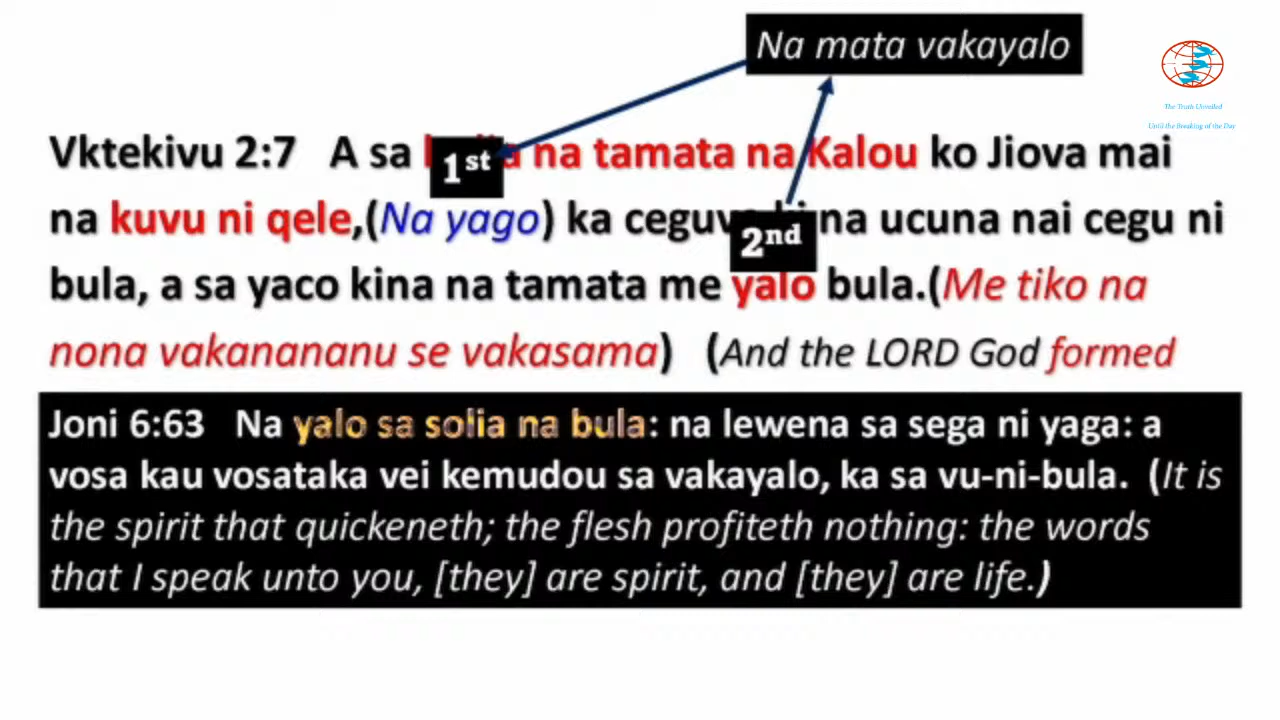 Na mata vakayalo
The Truth Unveiled
Until the Breaking of the Day
Vktekivu 2:7 A sa na tamata na Kalou ko Jiova mai
1st
na kuvu ni qele,(Na yago) ka na ucuna nai cegu ni
2nd
bula, a sa yaco kina na tamata me yalo bula.(Me tiko na
nona vakanananu se vakasama) (And the LORD God formed
Joni 6:63 Na yalo sa solia na bula: na lewena sa sega ni yaga: a
vosa kau vosataka vei kemudou sa vakayalo, ka sa vu-ni-bula. (It is
the spirit that quickeneth; the flesh profiteth nothing: the words
that I speak unto you, [they] are spirit, and [they] are life.)